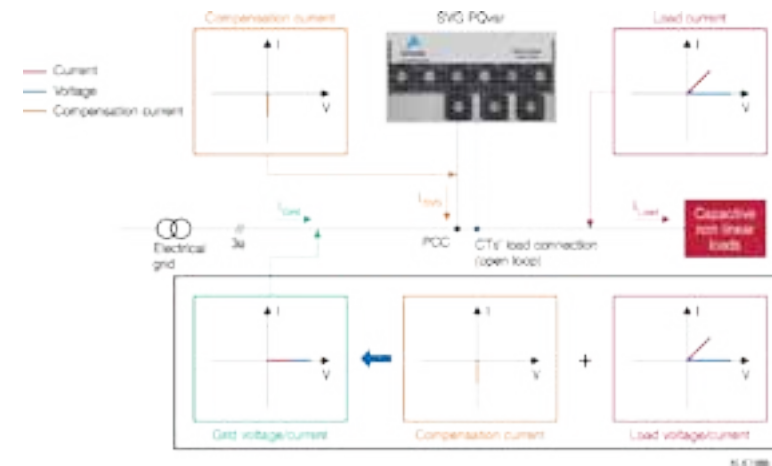 Compensation current
SVG PQvar
Load current
Current
Voltage
Compensation current
I
V
I
V
I Grid
I SVG
I Load
Electrical
grid
3ø
PCC
CTs' load connection
(open loop)
Capacitive
non linear
loads
I
V
I
V
+
I
V
Grid voltage/current
Compensation current
Load voltage/current